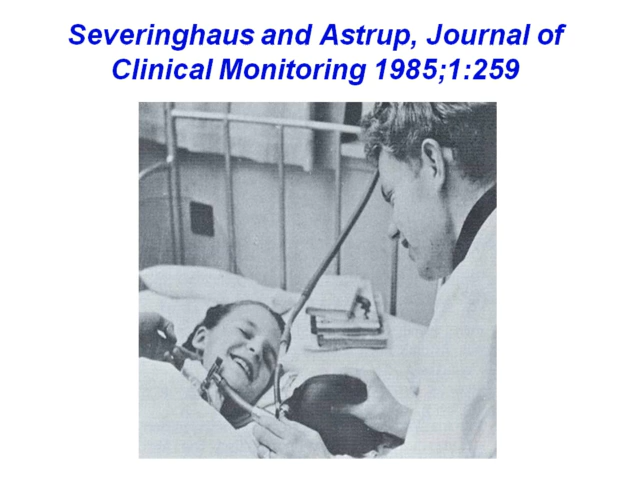 Severinghaus and Astrup, Journal of
Clinical Monitoring 1985;1:259